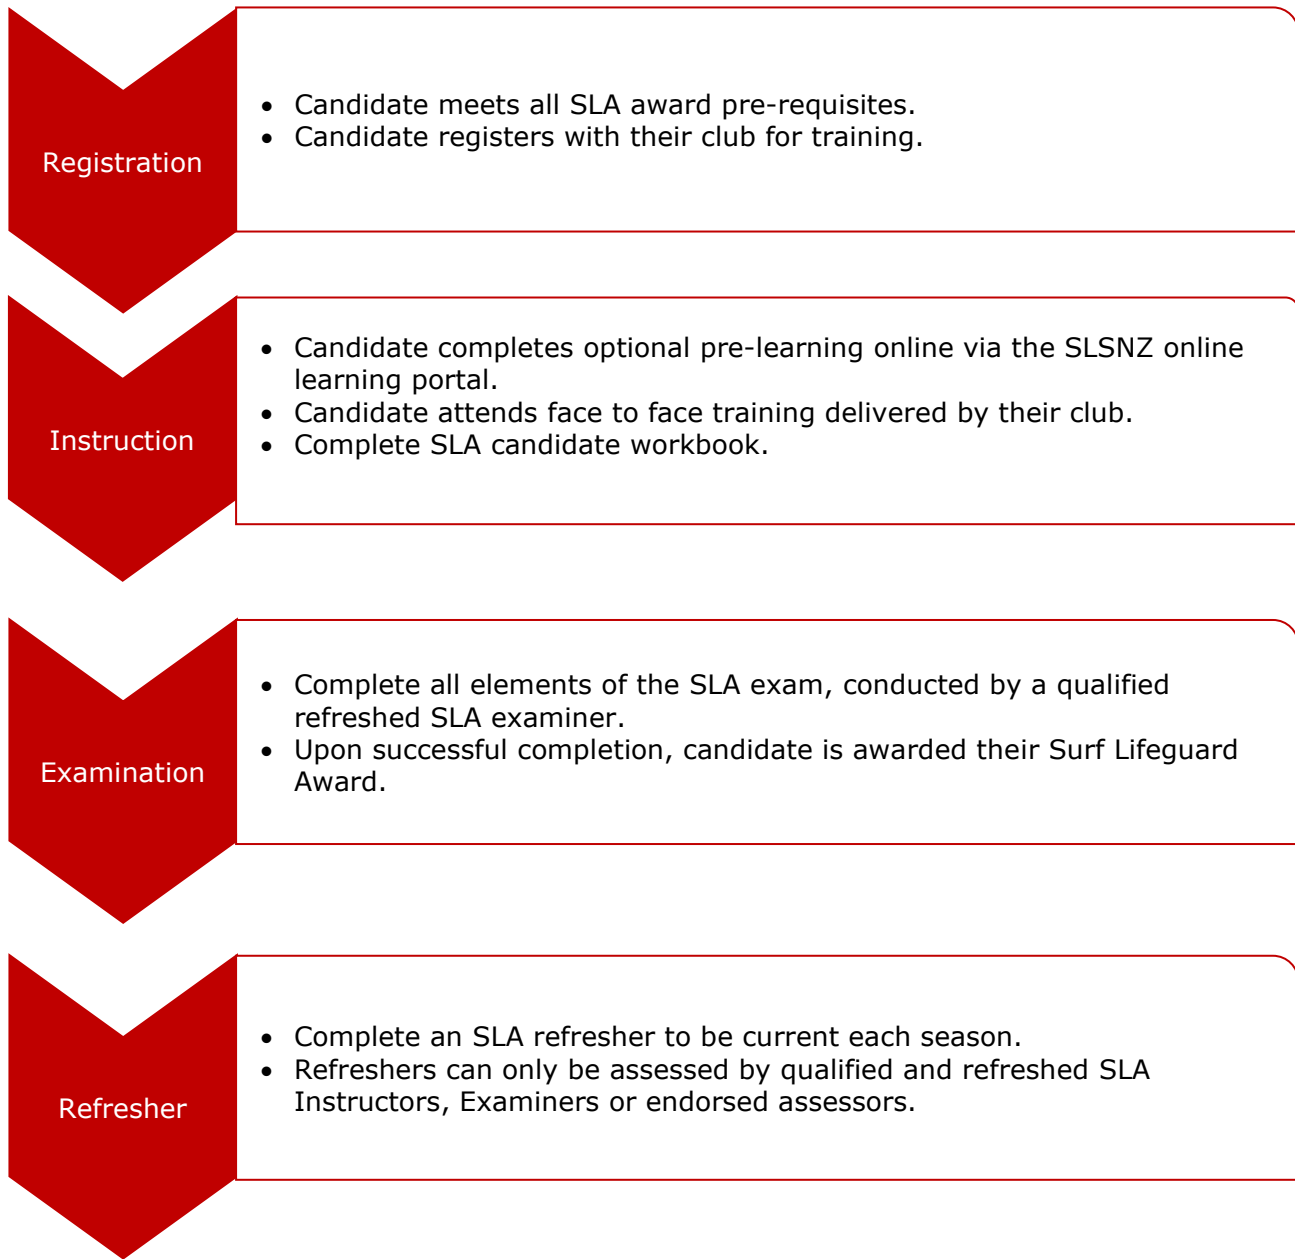 Registration
• Candidate meets all SLA award pre-requisites.
• Candidate registers with their club for training.
Instruction
• Candidate completes optional pre-learning online via the SLSNZ online
learning portal.
• Candidate attends face to face training delivered by their club.
• Complete SLA candidate workbook.
Examination
• Complete all elements of the SLA exam, conducted by a qualified
refreshed SLA examiner.
• Upon successful completion, candidate is awarded their Surf Lifeguard
Award.
Refresher
• Complete an SLA refresher to be current each season.
• Refreshers can only be assessed by qualified and refreshed SLA
Instructors, Examiners or endorsed assessors.